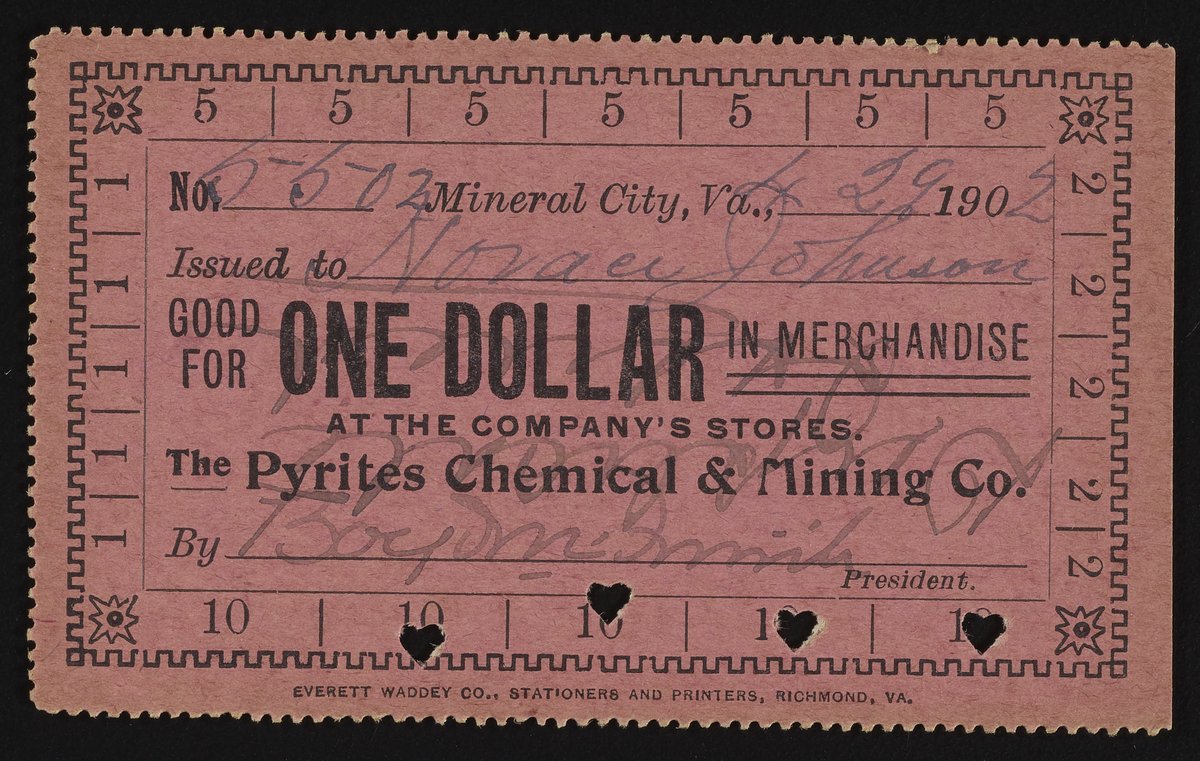 5 | 5 | 5 | 5 | 5 | 5 | 5
No. 5-5-02 Mineral City, Va., 4 29 1902
Issued to Horace Johnson
GOOD FOR ONE DOLLAR IN MERCHANDISE
AT THE COMPANY'S STORES.
The Pyrites Chemical & Mining Co.
By Boyd M. Smith
President.
1 | 1 | 1 | 1 | 1
2 | 2 | 2 | 2 | 2
10 | 10 | 10 | 10 | 10
EVERETT WADDEY CO., STATIONERS AND PRINTERS, RICHMOND, VA.